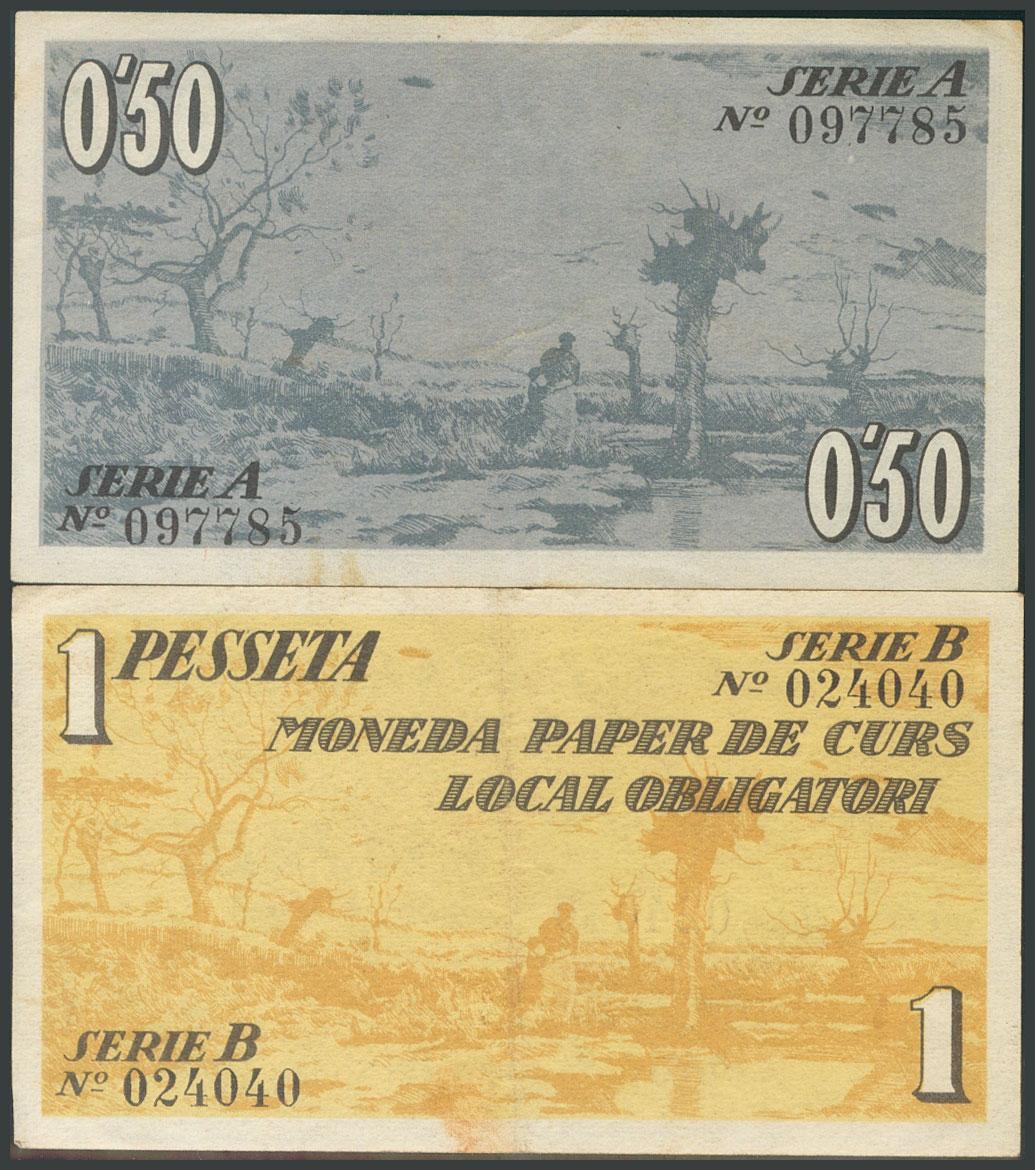 0'50
SERIE A
Nº 097785
SERIE A
Nº 097785
0'50
1 PESSETA
SERIE B
Nº 024040
MONEDA PAPER DE CURS
LOCAL OBLIGATORI
SERIE B
Nº 024040
1